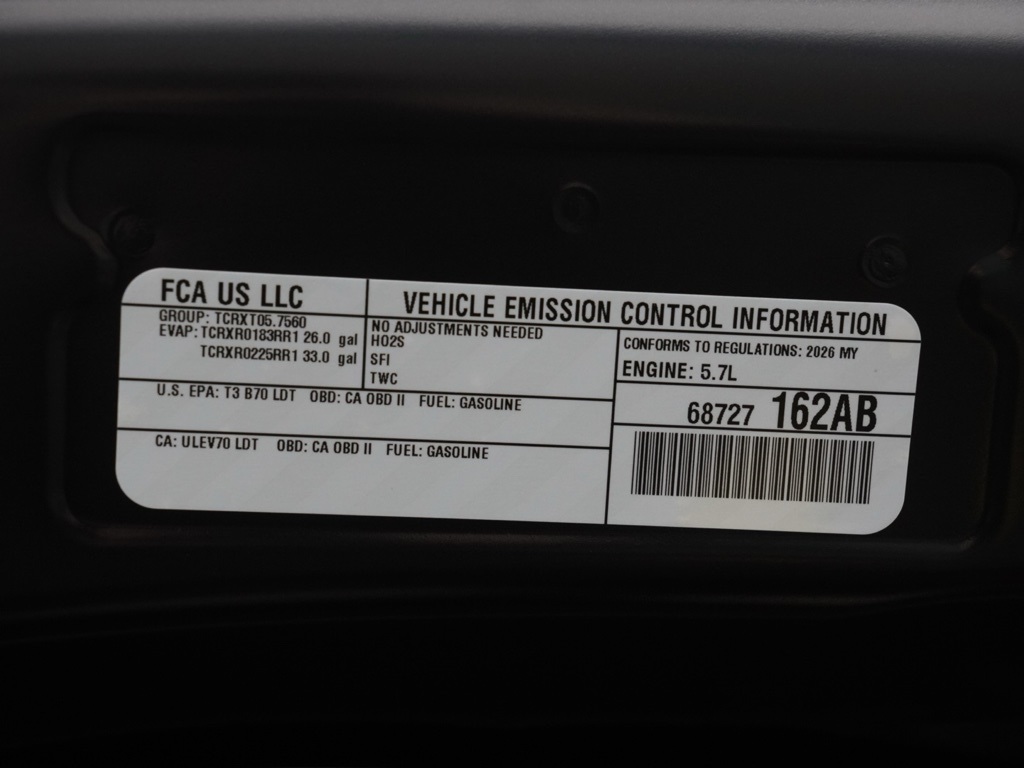 FCA US LLC
VEHICLE EMISSION CONTROL INFORMATION
GROUP: TCRXT05.7560
EVAP: TCRXR0183RR1 26.0 gal
TCRXR0225RR1 33.0 gal
NO ADJUSTMENTS NEEDED
HO2S
SFI
TWC
CONFORMS TO REGULATIONS: 2026 MY
ENGINE: 5.7L
U.S. EPA: T3 B70 LDT OBD: CA OBD II FUEL: GASOLINE
68727 162AB
CA: ULEV70 LDT OBD: CA OBD II FUEL: GASOLINE